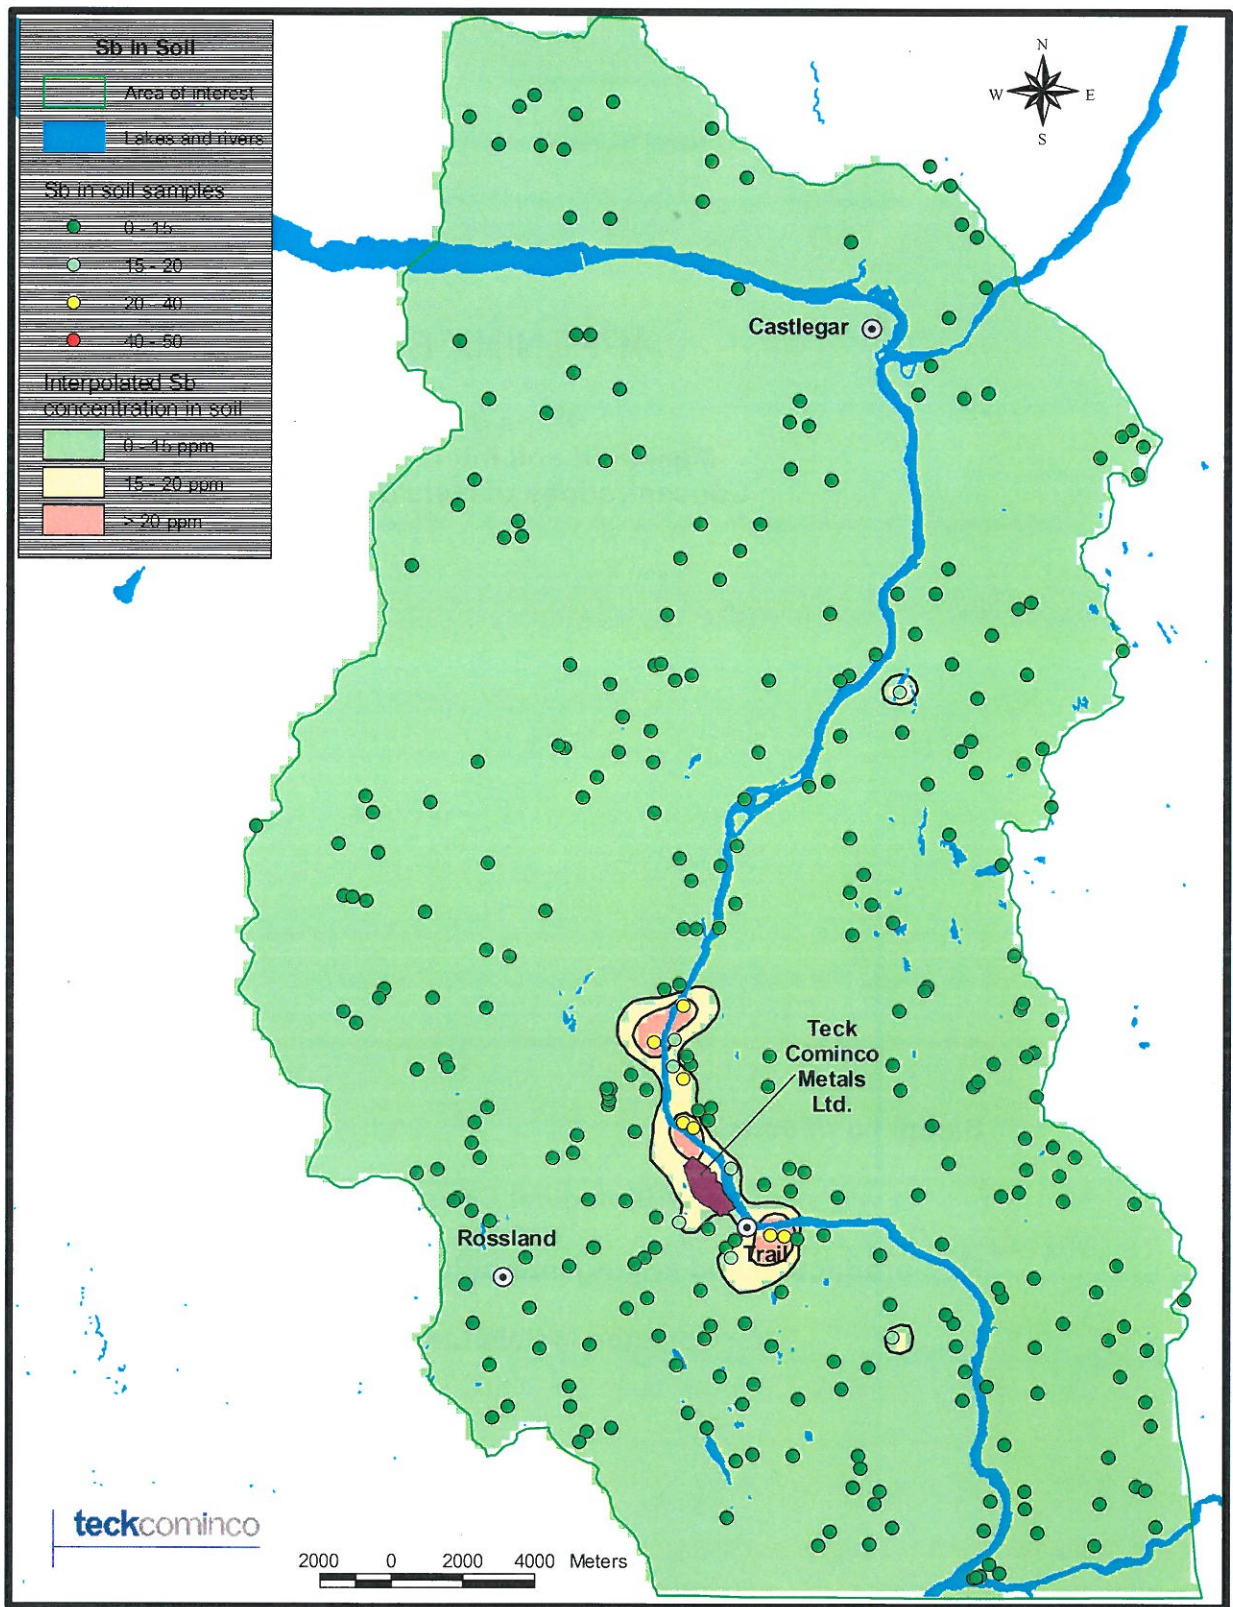 Sb in Soil
Area of interest
Lakes and rivers
Sb in soil samples
0 - 15
15 - 20
20 - 40
40 - 50
Interpolated Sb
concentration in soil
0 - 15 ppm
15 - 20 ppm
> 20 ppm
N
W E
S
Castlegar
Teck
Cominco
Metals
Ltd.
Rossland
Trail
teckcominco
2000 0 2000 4000 Meters